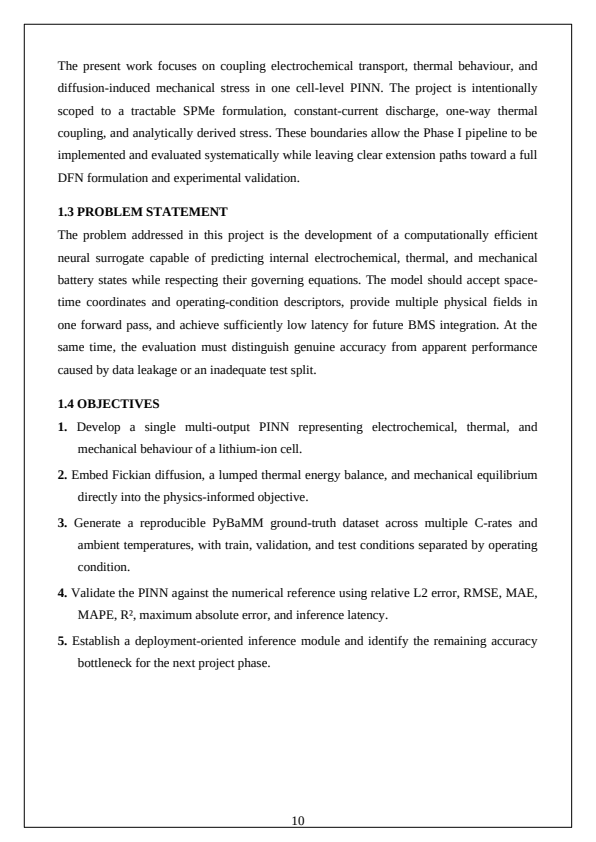 The present work focuses on coupling electrochemical transport, thermal behaviour, and
diffusion-induced mechanical stress in one cell-level PINN. The project is intentionally
scoped to a tractable SPMe formulation, constant-current discharge, one-way thermal
coupling, and analytically derived stress. These boundaries allow the Phase I pipeline to be
implemented and evaluated systematically while leaving clear extension paths toward a full
DFN formulation and experimental validation.
1.3 PROBLEM STATEMENT
The problem addressed in this project is the development of a computationally efficient
neural surrogate capable of predicting internal electrochemical, thermal, and mechanical
battery states while respecting their governing equations. The model should accept space-
time coordinates and operating-condition descriptors, provide multiple physical fields in
one forward pass, and achieve sufficiently low latency for future BMS integration. At the
same time, the evaluation must distinguish genuine accuracy from apparent performance
caused by data leakage or an inadequate test split.
1.4 OBJECTIVES
1. Develop a single multi-output PINN representing electrochemical, thermal, and
mechanical behaviour of a lithium-ion cell.
2. Embed Fickian diffusion, a lumped thermal energy balance, and mechanical equilibrium
directly into the physics-informed objective.
3. Generate a reproducible PyBaMM ground-truth dataset across multiple C-rates and
ambient temperatures, with train, validation, and test conditions separated by operating
condition.
4. Validate the PINN against the numerical reference using relative L2 error, RMSE, MAE,
MAPE, R², maximum absolute error, and inference latency.
5. Establish a deployment-oriented inference module and identify the remaining accuracy
bottleneck for the next project phase.
10